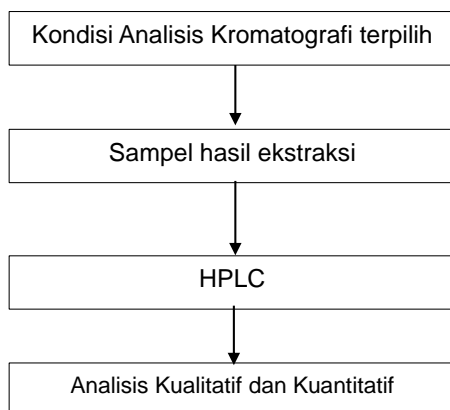 Kondisi Analisis Kromatografi terpilih
Sampel hasil ekstraksi
HPLC
Analisis Kualitatif dan Kuantitatif